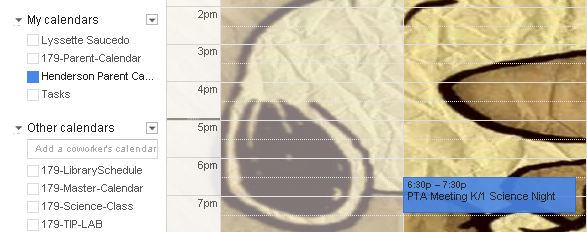 My calendars
Lyssette Saucedo
179-Parent-Calendar
Henderson Parent Ca...
Tasks
Other calendars
Add a coworker's calendar
179-LibrarySchedule
179-Master-Calendar
179-Science-Class
179-TIP-LAB
2pm
3pm
4pm
5pm
6pm
7pm
6:30p – 7:30p
PTA Meeting K/1 Science Night